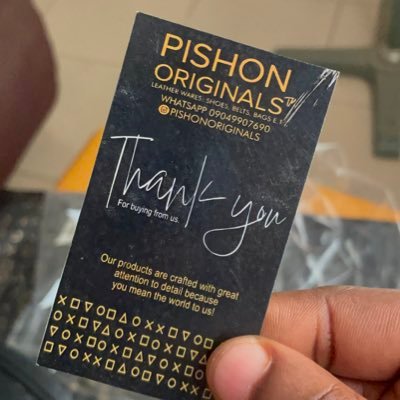 PISHON
ORIGINALS™
LEATHER WARES: SHOES, BELTS, BAGS E.T.
WHATSAPP 09049907690
@PISHONORIGINALS
Thank you
For buying from us.
Our products are crafted with great
attention to detail because
you mean the world to us!